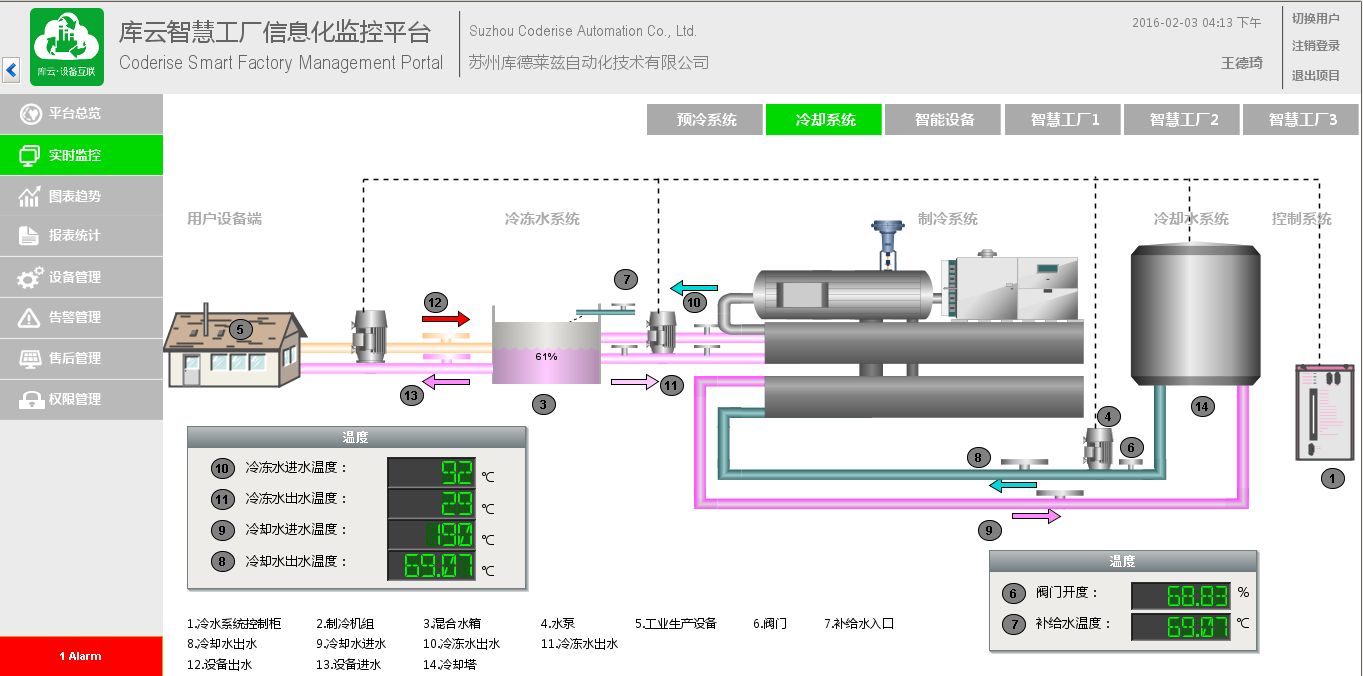 库云智慧工厂信息化监控平台
Coderise Smart Factory Management Portal
库云·设备互联
Suzhou Coderise Automation Co., Ltd.
苏州库德莱兹自动化技术有限公司
2016-02-03 04:13 下午
王德琦
切换用户
注销登录
退出项目
平台总览
实时监控
图表趋势
报表统计
设备管理
告警管理
售后管理
权限管理
1 Alarm
预冷系统
冷却系统
智能设备
智慧工厂1
智慧工厂2
智慧工厂3
用户设备端
冷冻水系统
制冷系统
冷却水系统
控制系统
5
12
13
61%
3
7
10
11
4
6
8
9
14
1
温度
10 冷冻水进水温度： 92 ℃
11 冷冻水出水温度： 29 ℃
9 冷却水进水温度： 190 ℃
8 冷却水出水温度： 69.07 ℃
温度
6 阀门开度： 68.83 %
7 补给水温度： 69.07 ℃
1.冷水系统控制柜 2.制冷机组 3.混合水箱 4.水泵 5.工业生产设备 6.阀门 7.补给水入口
8.冷却水出水 9.冷却水进水 10.冷冻水出水 11.冷冻水出水
12.设备出水 13.设备进水 14.冷却塔